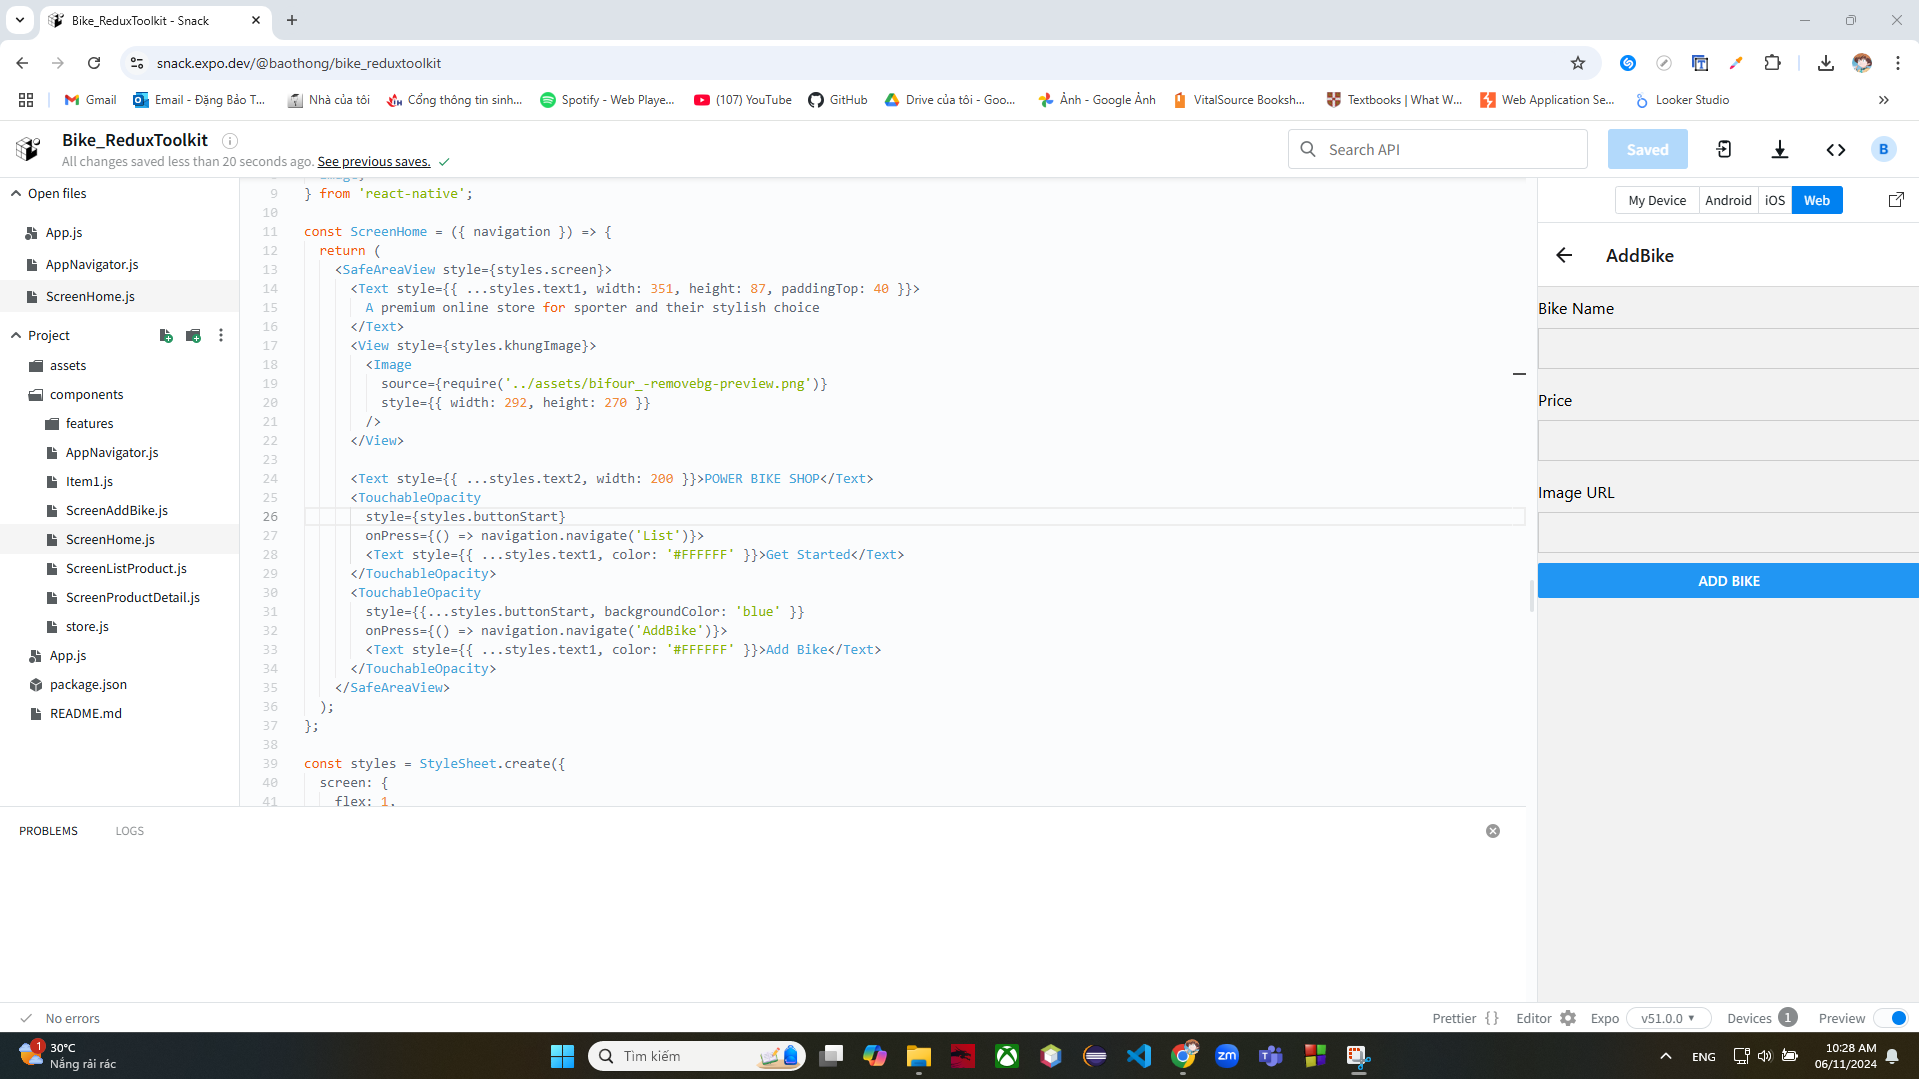 Bike_ReduxToolkit - Snack
snack.expo.dev/@baothong/bike_reduxtoolkit
Gmail
Email - Đặng Bảo T...
Nhà của tôi
Cổng thông tin sinh...
Spotify - Web Playe...
(107) YouTube
GitHub
Drive của tôi - Goo...
Ảnh - Google Ảnh
VitalSource Booksh...
Textbooks | What W...
Web Application Se...
Looker Studio
Bike_ReduxToolkit
All changes saved less than 20 seconds ago. See previous saves.
Search API
Saved
B
Open files
App.js
AppNavigator.js
ScreenHome.js
Project
assets
components
features
AppNavigator.js
Item1.js
ScreenAddBike.js
ScreenHome.js
ScreenListProduct.js
ScreenProductDetail.js
store.js
App.js
package.json
README.md
9 } from 'react-native';
10
11 const ScreenHome = ({ navigation }) => {
12 return (
13 <SafeAreaView style={styles.screen}>
14 <Text style={{ ...styles.text1, width: 351, height: 87, paddingTop: 40 }}>
15 A premium online store for sporter and their stylish choice
16 </Text>
17 <View style={styles.khungImage}>
18 <Image
19 source={require('../assets/bifour_-removebg-preview.png')}
20 style={{ width: 292, height: 270 }}
21 />
22 </View>
23
24 <Text style={{ ...styles.text2, width: 200 }}>POWER BIKE SHOP</Text>
25 <TouchableOpacity
26 style={styles.buttonStart}
27 onPress={() => navigation.navigate('List')}>
28 <Text style={{ ...styles.text1, color: '#FFFFFF' }}>Get Started</Text>
29 </TouchableOpacity>
30 <TouchableOpacity
31 style={{...styles.buttonStart, backgroundColor: 'blue' }}
32 onPress={() => navigation.navigate('AddBike')}>
33 <Text style={{ ...styles.text1, color: '#FFFFFF' }}>Add Bike</Text>
34 </TouchableOpacity>
35 </SafeAreaView>
36 );
37 };
38
39 const styles = StyleSheet.create({
40 screen: {
41 flex: 1,
My Device
Android
iOS
Web
AddBike
Bike Name
Price
Image URL
ADD BIKE
PROBLEMS
LOGS
No errors
Prettier { }
Editor
Expo
v51.0.0
Devices 1
Preview
1
30°C
Nắng rải rác
Tìm kiếm
zm
ENG
10:28 AM
06/11/2024